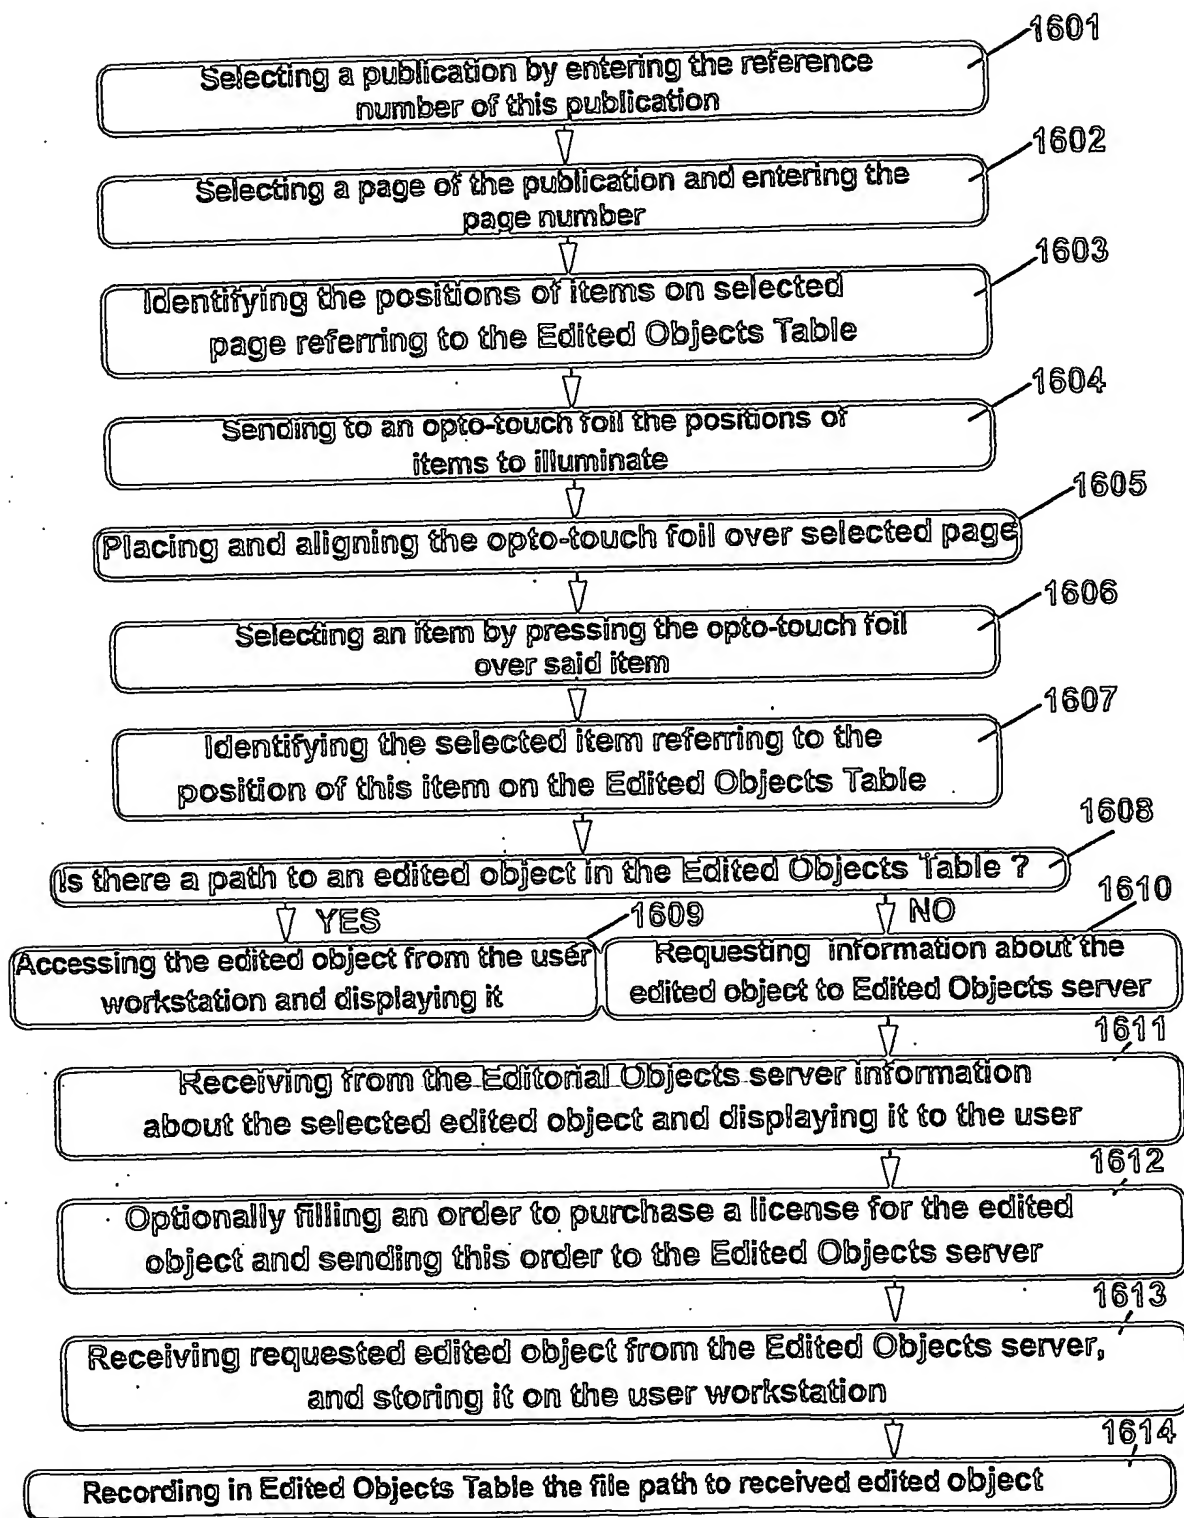 1601
Selecting a publication by entering the reference
number of this publication
1602
Selecting a page of the publication and entering the
page number
1603
Identifying the positions of items on selected
page referring to the Edited Objects Table
1604
Sending to an opto-touch foil the positions of
items to illuminate
1605
Placing and aligning the opto-touch foil over selected page
1606
Selecting an item by pressing the opto-touch foil
over said item
1607
Identifying the selected item referring to the
position of this item on the Edited Objects Table
1608
Is there a path to an edited object in the Edited Objects Table ?
YES
1609
NO
1610
Accessing the edited object from the user
workstation and displaying it
Requesting information about the
edited object to Edited Objects server
1611
Receiving from the Editorial Objects server information
about the selected edited object and displaying it to the user
1612
Optionally filling an order to purchase a license for the edited
object and sending this order to the Edited Objects server
1613
Receiving requested edited object from the Edited Objects server,
and storing it on the user workstation
1614
Recording in Edited Objects Table the file path to received edited object